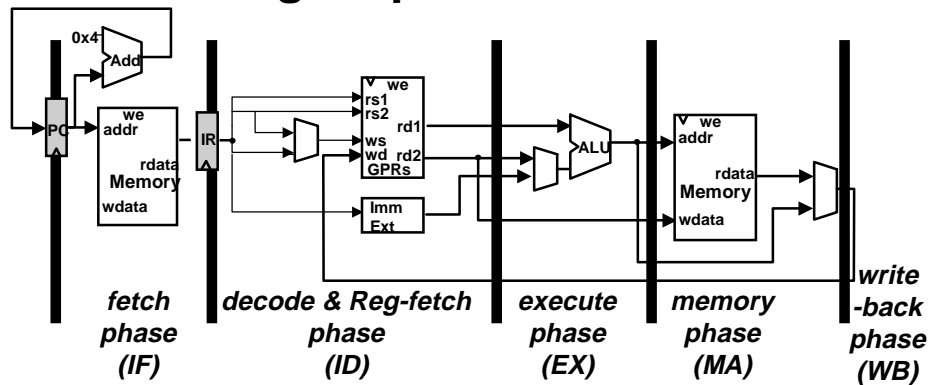 0x4
Add
PC
we
addr
rdata
Memory
wdata
IR
we
rs1
rs2
rd1
ws
wd rd2
GPRs
Imm
Ext
ALU
we
addr
rdata
Memory
wdata
fetch
phase
(IF)
decode & Reg-fetch
phase
(ID)
execute
phase
(EX)
memory
phase
(MA)
write
-back
phase
(WB)